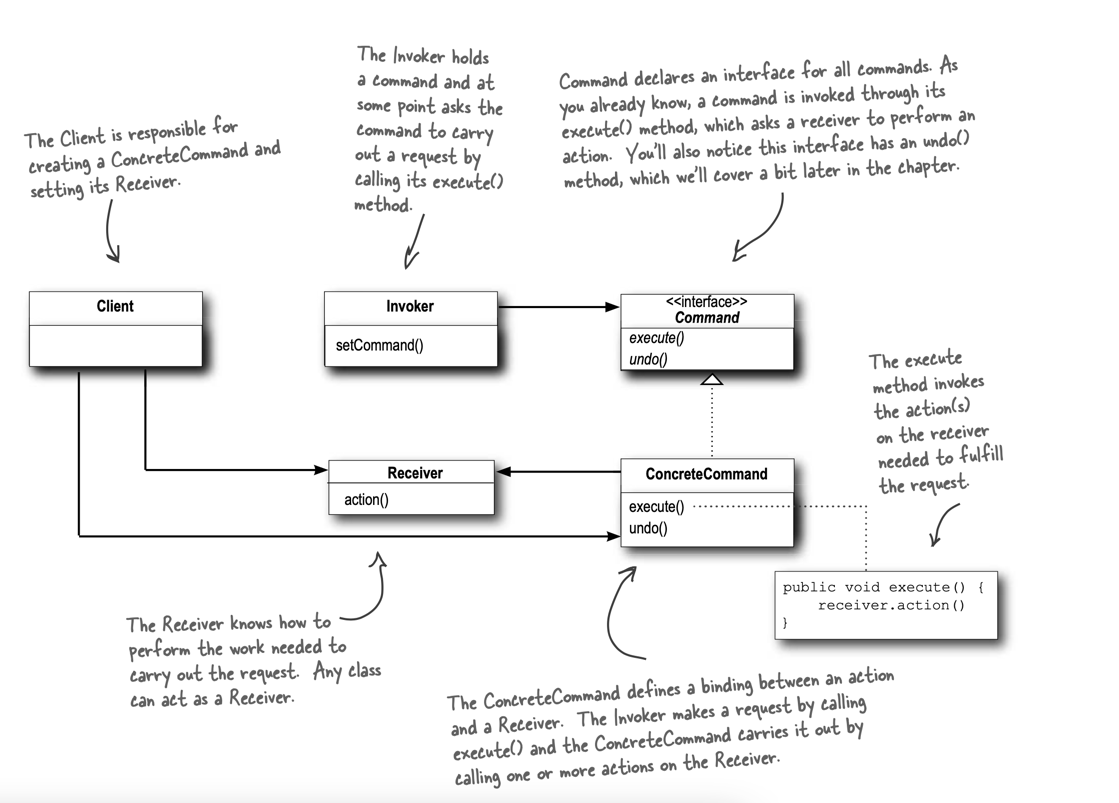 The Client is responsible for
creating a ConcreteCommand and
setting its Receiver.
The Invoker holds
a command and at
some point asks the
command to carry
out a request by
calling its execute()
method.
Command declares an interface for all commands. As
you already know, a command is invoked through its
execute() method, which asks a receiver to perform an
action. You'll also notice this interface has an undo()
method, which we'll cover a bit later in the chapter.
Client
Invoker
setCommand()
<<interface>>
Command
execute()
undo()
The execute
method invokes
the action(s)
on the receiver
needed to fulfill
the request.
Receiver
action()
ConcreteCommand
execute()
undo()
public void execute() {
receiver.action()
}
The Receiver knows how to
perform the work needed to
carry out the request. Any class
can act as a Receiver.
The ConcreteCommand defines a binding between an action
and a Receiver. The Invoker makes a request by calling
execute() and the ConcreteCommand carries it out by
calling one or more actions on the Receiver.